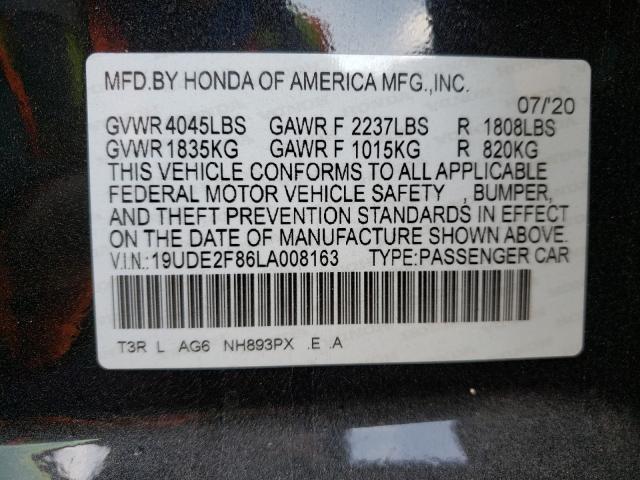 MFD.BY HONDA OF AMERICA MFG.,INC.
07/'20
GVWR 4045LBS GAWR F 2237LBS R 1808LBS
GVWR 1835KG GAWR F 1015KG R 820KG
THIS VEHICLE CONFORMS TO ALL APPLICABLE
FEDERAL MOTOR VEHICLE SAFETY , BUMPER,
AND THEFT PREVENTION STANDARDS IN EFFECT
ON THE DATE OF MANUFACTURE SHOWN ABOVE.
V.I.N.:19UDE2F86LA008163 TYPE:PASSENGER CAR
T3R L AG6 NH893PX .E .A